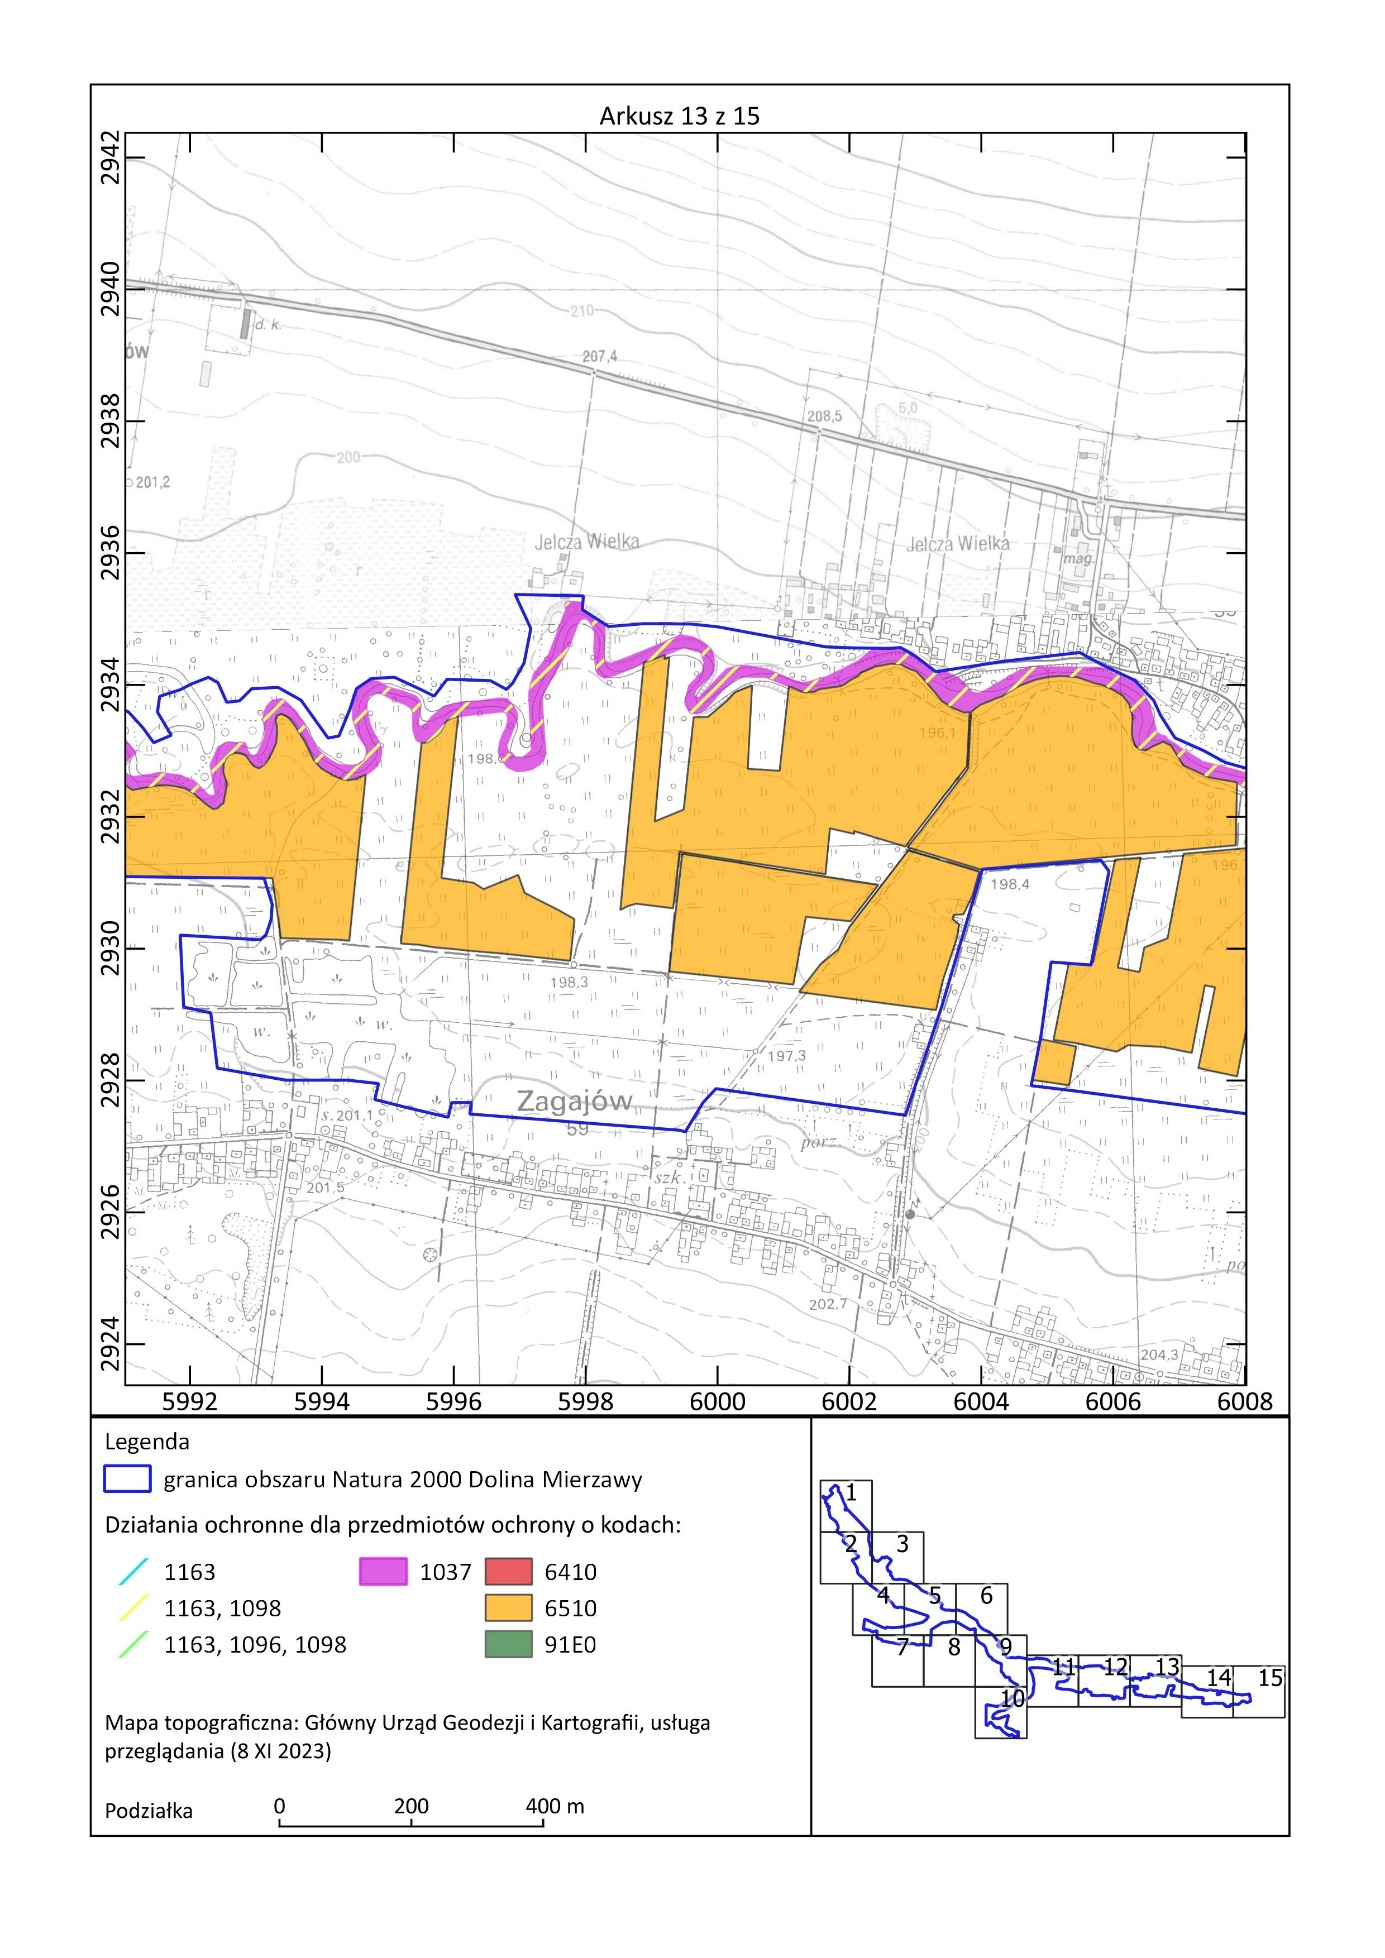 Arkusz 13 z 15
2942
2940
2938
2936
2934
2932
2930
2928
2926
2924
d. k.
ÓW
210
207,4
208,5
5,0
200
201,2
Jelcza Wielka
Jelcza Wielka
mag.
r
r
196,1
198,4
198,3
w.
w.
197,3
Zagajów
59
s.201,1
porz.
szk.
201,5
202,7
204,3
po
5992
5994
5996
5998
6000
6002
6004
6006
6008
Legenda
granica obszaru Natura 2000 Dolina Mierzawy
Działania ochronne dla przedmiotów ochrony o kodach:
1163 1037 6410
1163, 1098 6510
1163, 1096, 1098 91E0
Mapa topograficzna: Główny Urząd Geodezji i Kartografii, usługa
przeglądania (8 XI 2023)
Podziałka 0 200 400 m
1
2 3
4 5 6
7 8 9
10 11 12 13 14 15